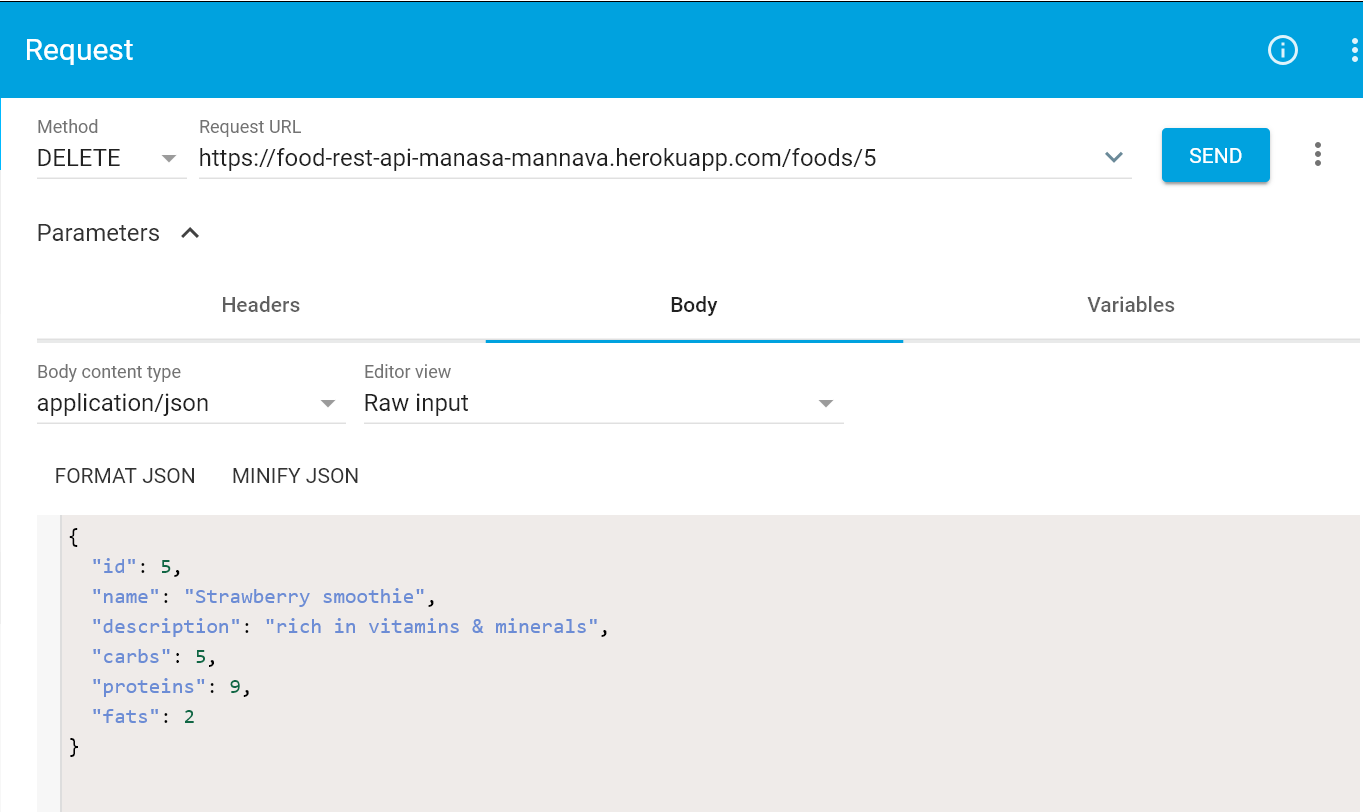 Request
Method
Request URL
DELETE
https://food-rest-api-manasa-mannava.herokuapp.com/foods/5
SEND
Parameters
Headers
Body
Variables
Body content type
Editor view
application/json
Raw input
FORMAT JSON
MINIFY JSON
{
"id": 5,
"name": "Strawberry smoothie",
"description": "rich in vitamins & minerals",
"carbs": 5,
"proteins": 9,
"fats": 2
}